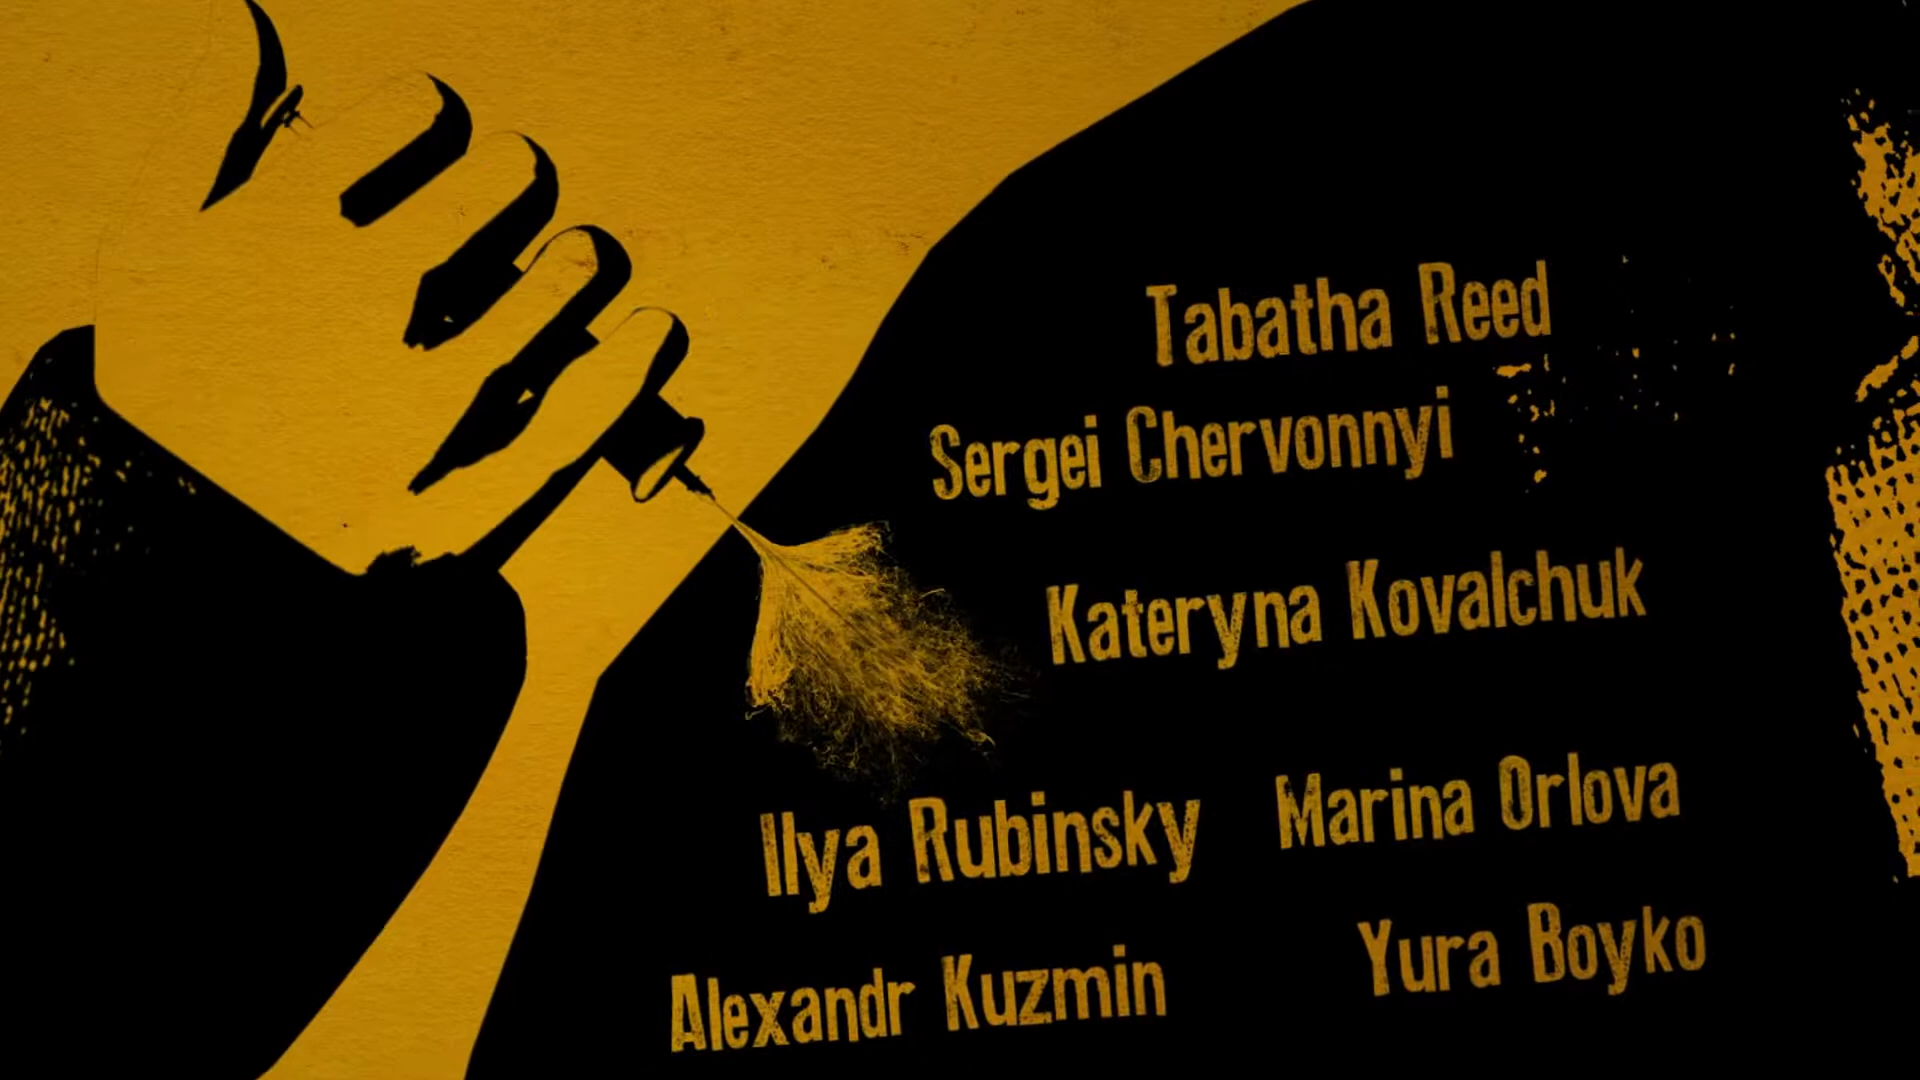 Tabatha Reed
Sergei Chervonnyi
Kateryna Kovalchuk
Ilya Rubinsky
Marina Orlova
Alexandr Kuzmin
Yura Boyko